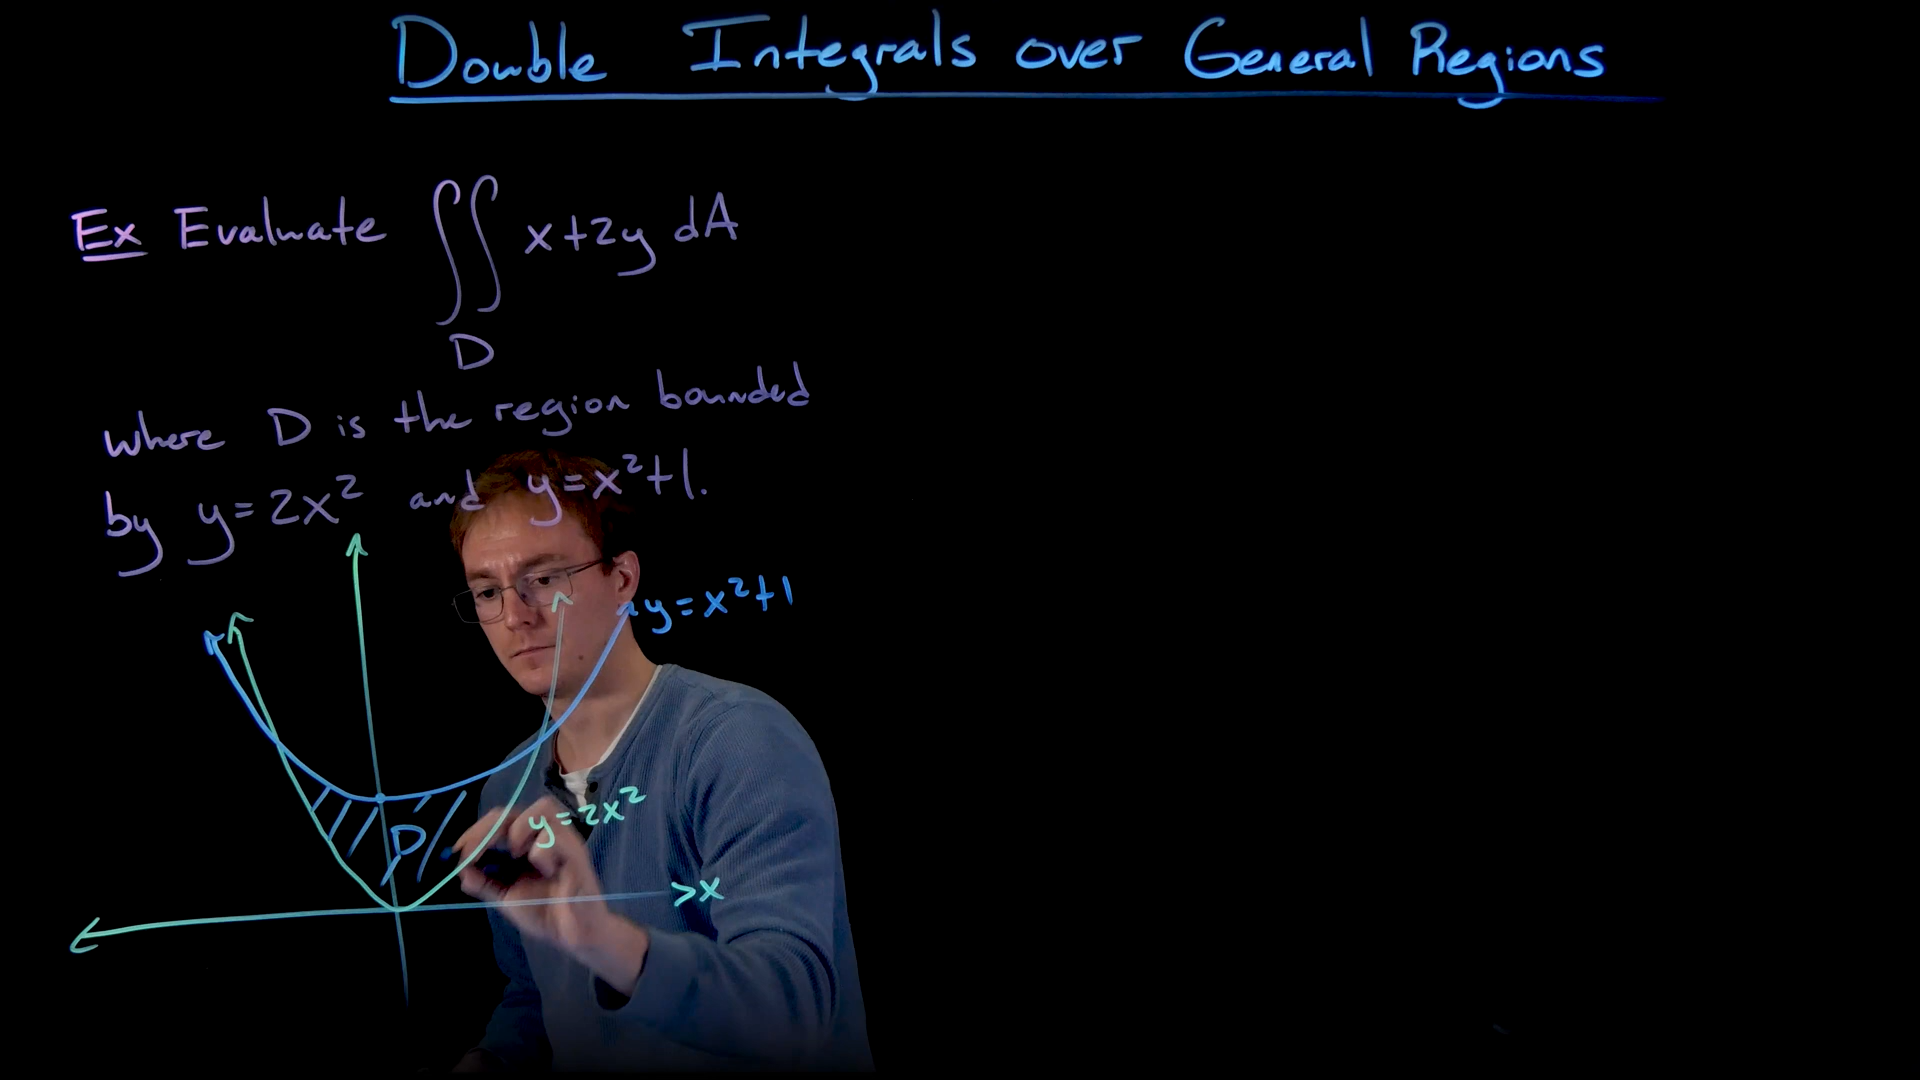 Double Integrals over General Regions
Ex Evaluate ∬ x+2y dA
D
where D is the region bounded
by y=2x² and y=x²+1.
y=x²+1
y=2x²
D
x